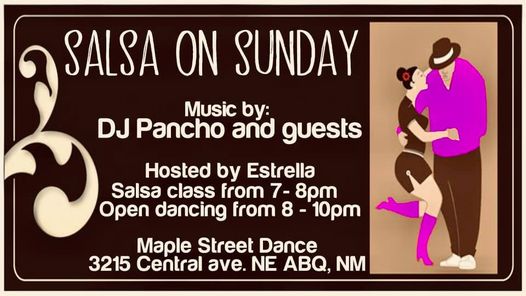 SALSA ON SUNDAY
Music by:
DJ Pancho and guests
Hosted by Estrella
Salsa class from 7- 8pm
Open dancing from 8 - 10pm
Maple Street Dance
3215 Central ave. NE ABQ, NM